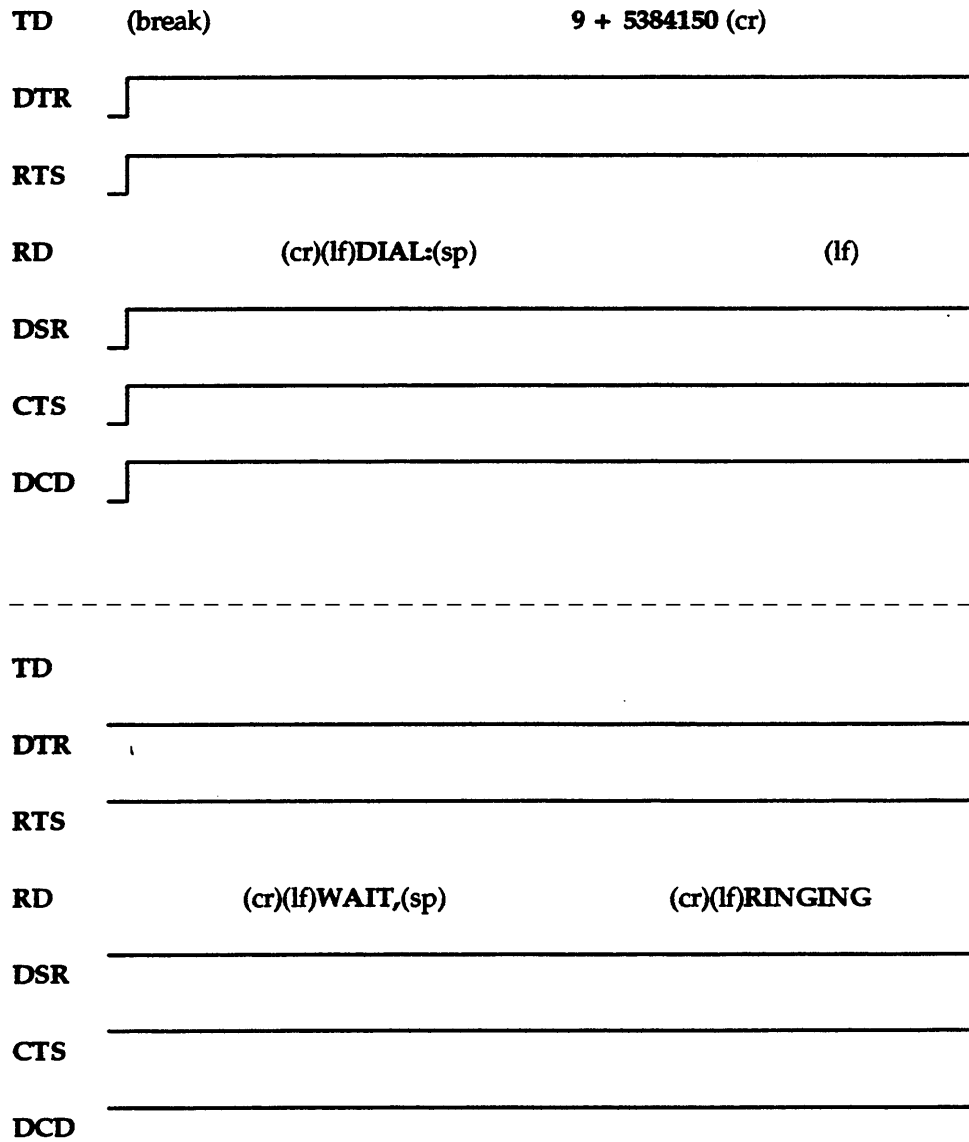 TD (break) 9 + 5384150 (cr)
DTR
RTS
RD (cr)(lf)DIAL:(sp) (lf)
DSR
CTS
DCD
TD
DTR
RTS
RD (cr)(lf)WAIT,(sp) (cr)(lf)RINGING
DSR
CTS
DCD